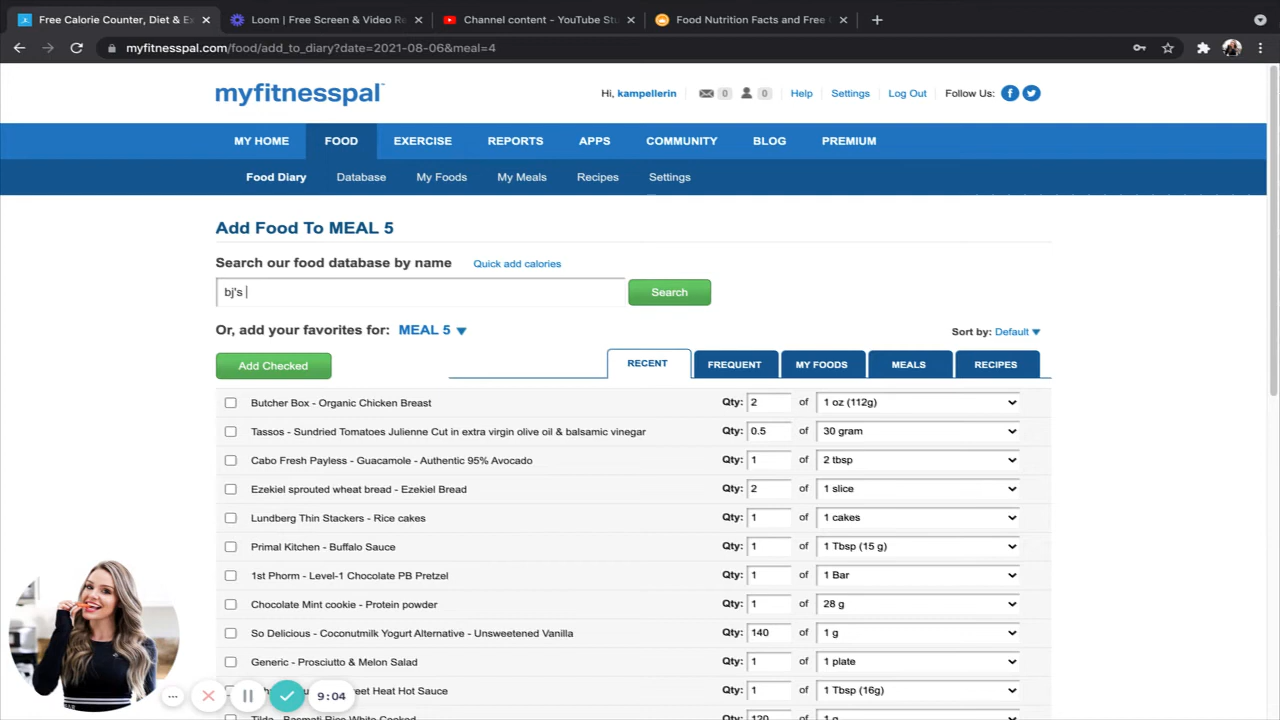 Free Calorie Counter, Diet & Ex
Loom | Free Screen & Video Re
Channel content - YouTube Stu
Food Nutrition Facts and Free C
myfitnesspal.com/food/add_to_diary?date=2021-08-06&meal=4
myfitnesspal
Hi, kampellerin
0
0
Help
Settings
Log Out
Follow Us:
MY HOME
FOOD
EXERCISE
REPORTS
APPS
COMMUNITY
BLOG
PREMIUM
Food Diary
Database
My Foods
My Meals
Recipes
Settings
Add Food To MEAL 5
Search our food database by name
Quick add calories
bj's
Search
Or, add your favorites for: MEAL 5
Sort by: Default
Add Checked
RECENT
FREQUENT
MY FOODS
MEALS
RECIPES
Butcher Box - Organic Chicken Breast Qty: 2 of 1 oz (112g)
Tassos - Sundried Tomatoes Julienne Cut in extra virgin olive oil & balsamic vinegar Qty: 0.5 of 30 gram
Cabo Fresh Payless - Guacamole - Authentic 95% Avocado Qty: 1 of 2 tbsp
Ezekiel sprouted wheat bread - Ezekiel Bread Qty: 2 of 1 slice
Lundberg Thin Stackers - Rice cakes Qty: 1 of 1 cakes
Primal Kitchen - Buffalo Sauce Qty: 1 of 1 Tbsp (15 g)
1st Phorm - Level-1 Chocolate PB Pretzel Qty: 1 of 1 Bar
Chocolate Mint cookie - Protein powder Qty: 1 of 28 g
So Delicious - Coconutmilk Yogurt Alternative - Unsweetened Vanilla Qty: 140 of 1 g
Generic - Prosciutto & Melon Salad Qty: 1 of 1 plate
Heat Hot Sauce Qty: 1 of 1 Tbsp (16g)
Tilda - Basmati Rice White Cooked Qty: 120 of 1 g
9:04